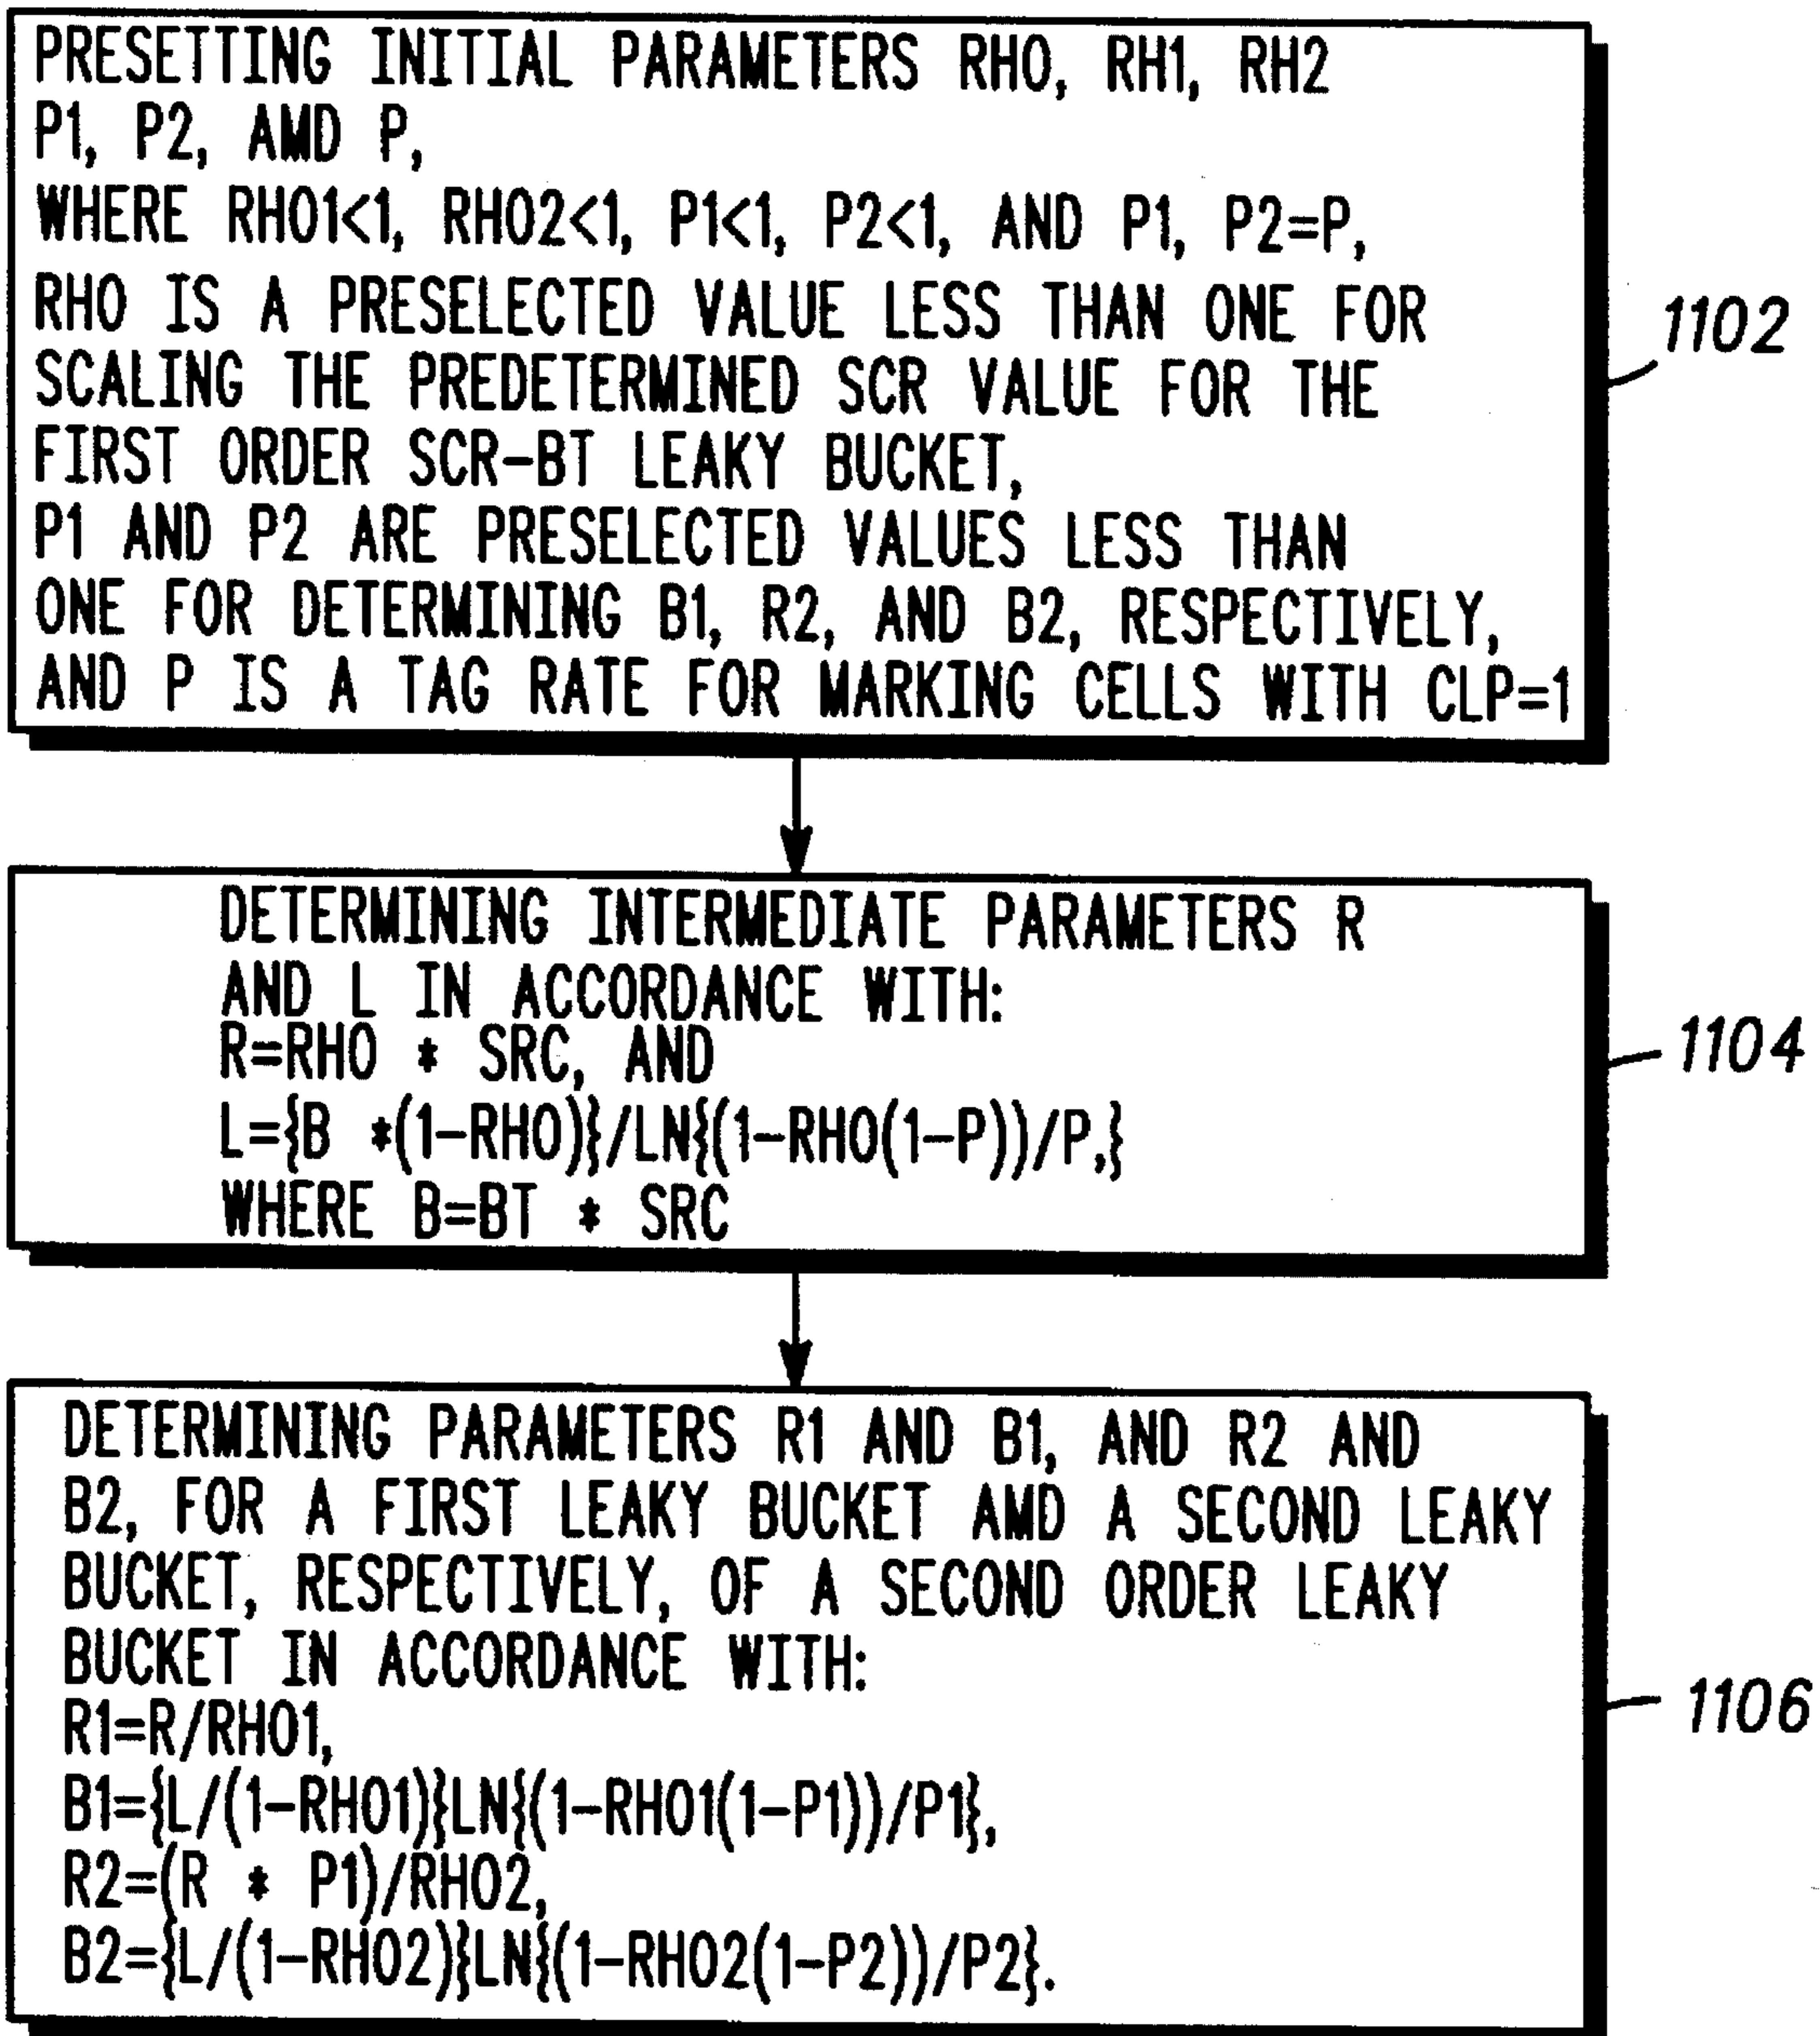 PRESETTING INITIAL PARAMETERS RHO, RH1, RH2
P1, P2, AMD P,
WHERE RHO1<1, RHO2<1, P1<1, P2<1, AND P1, P2=P,
RHO IS A PRESELECTED VALUE LESS THAN ONE FOR
SCALING THE PREDETERMINED SCR VALUE FOR THE
FIRST ORDER SCR-BT LEAKY BUCKET,
P1 AND P2 ARE PRESELECTED VALUES LESS THAN
ONE FOR DETERMINING B1, R2, AND B2, RESPECTIVELY,
AND P IS A TAG RATE FOR MARKING CELLS WITH CLP=1
1102
DETERMINING INTERMEDIATE PARAMETERS R
AND L IN ACCORDANCE WITH:
R=RHO * SRC, AND
L={B *(1-RHO)}/LN{(1-RHO(1-P))/P,}
WHERE B=BT * SRC
1104
DETERMINING PARAMETERS R1 AND B1, AND R2 AND
B2, FOR A FIRST LEAKY BUCKET AMD A SECOND LEAKY
BUCKET, RESPECTIVELY, OF A SECOND ORDER LEAKY
BUCKET IN ACCORDANCE WITH:
R1=R/RHO1,
B1={L/(1-RHO1)}LN{(1-RHO1(1-P1))/P1},
R2=(R * P1)/RHO2,
B2={L/(1-RHO2)}LN{(1-RHO2(1-P2))/P2}.
1106